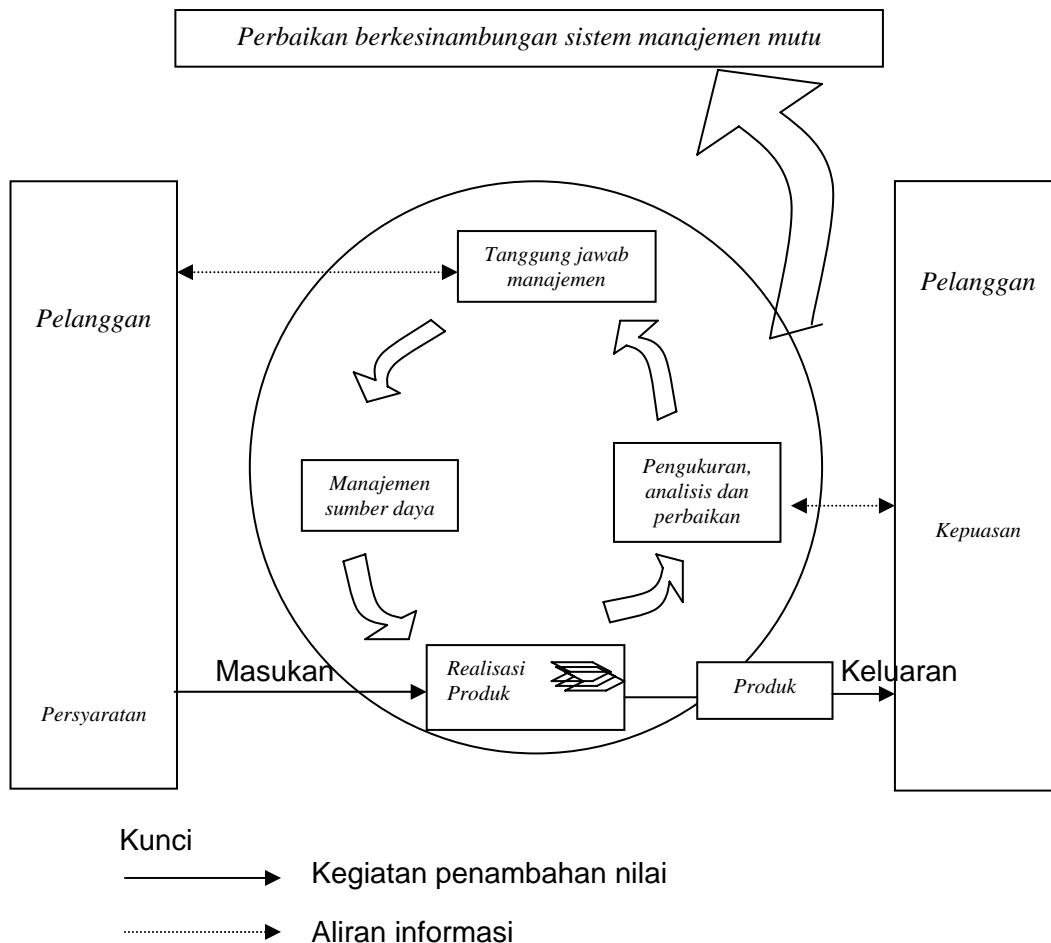 Perbaikan berkesinambungan sistem manajemen mutu
Tanggung jawab
manajemen
Pelanggan
Pelanggan
Manajemen
sumber daya
Pengukuran,
analisis dan
perbaikan
Kepuasan
Masukan
Realisasi
Produk
Produk
Keluaran
Persyaratan
Kunci
Kegiatan penambahan nilai
Aliran informasi